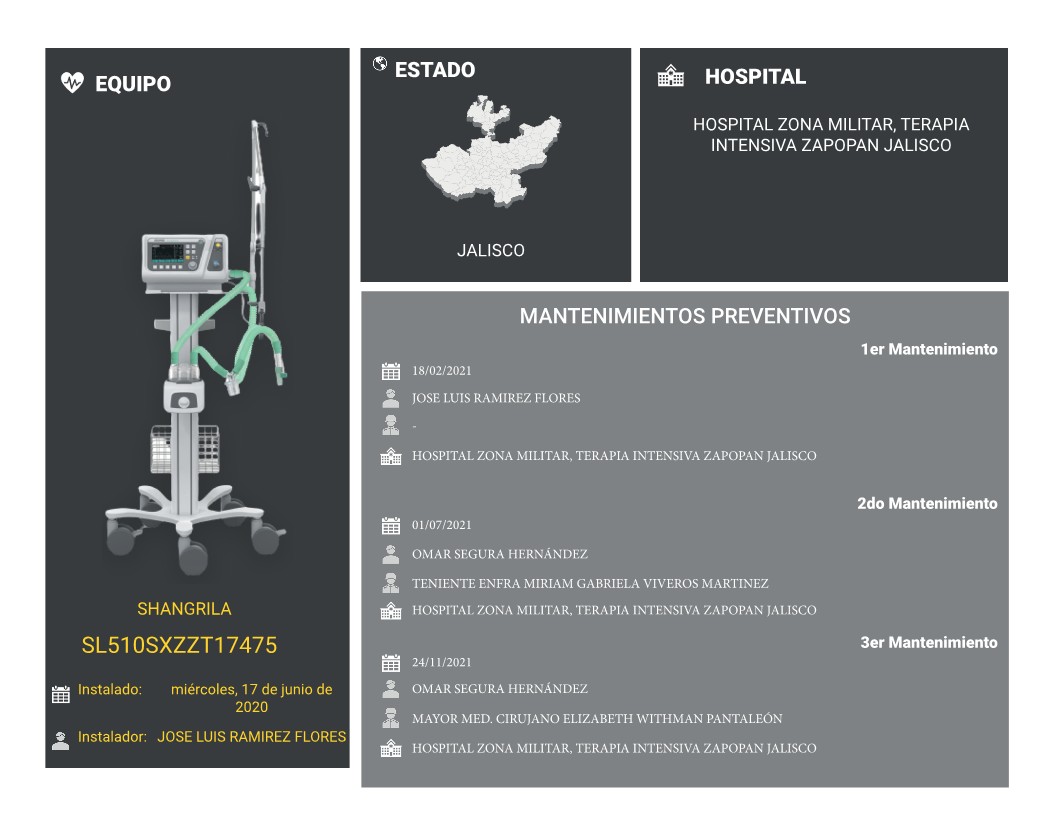 EQUIPO
SHANGRILA
SL510SXZZT17475
Instalado: miércoles, 17 de junio de
2020
Instalador: JOSE LUIS RAMIREZ FLORES
ESTADO
JALISCO
HOSPITAL
HOSPITAL ZONA MILITAR, TERAPIA
INTENSIVA ZAPOPAN JALISCO
MANTENIMIENTOS PREVENTIVOS
1er Mantenimiento
18/02/2021
JOSE LUIS RAMIREZ FLORES
-
HOSPITAL ZONA MILITAR, TERAPIA INTENSIVA ZAPOPAN JALISCO
2do Mantenimiento
01/07/2021
OMAR SEGURA HERNÁNDEZ
TENIENTE ENFRA MIRIAM GABRIELA VIVEROS MARTINEZ
HOSPITAL ZONA MILITAR, TERAPIA INTENSIVA ZAPOPAN JALISCO
3er Mantenimiento
24/11/2021
OMAR SEGURA HERNÁNDEZ
MAYOR MED. CIRUJANO ELIZABETH WITHMAN PANTALEÓN
HOSPITAL ZONA MILITAR, TERAPIA INTENSIVA ZAPOPAN JALISCO